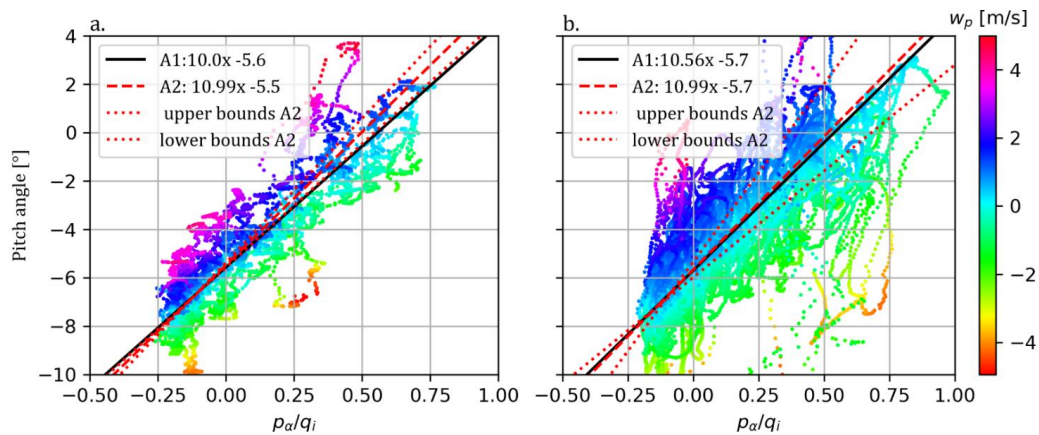 a.
A1:10.0x -5.6
A2: 10.99x -5.5
upper bounds A2
lower bounds A2
Pitch angle [°]
4
2
0
−2
−4
−6
−8
−10
−0.50 −0.25 0.00 0.25 0.50 0.75 1.00
pα/qi
b.
A1:10.56x -5.7
A2: 10.99x -5.7
upper bounds A2
lower bounds A2
−0.50 −0.25 0.00 0.25 0.50 0.75 1.00
pα/qi
wp [m/s]
4
2
0
−2
−4